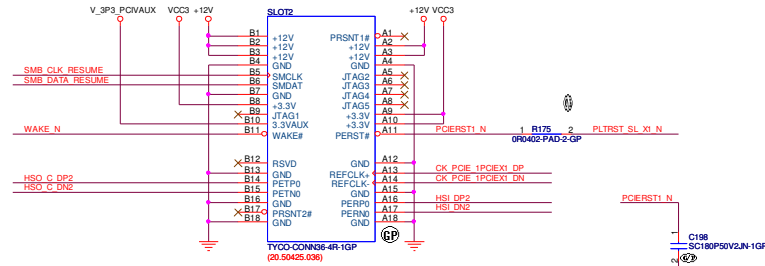 V_3P3_PCIVAUX VCC3 +12V
SLOT2
+12V VCC3
B1 +12V PRSNT1# A1
B2 +12V +12V A2
B3 +12V +12V A3
B4 GND GND A4
SMB_CLK_RESUME B5 SMCLK JTAG2 A5
SMB_DATA_RESUME B6 SMDAT JTAG3 A6
B7 GND JTAG4 A7
B8 +3.3V JTAG5 A8
B9 JTAG1 +3.3V A9
B10 3.3VAUX +3.3V A10
WAKE_N B11 WAKE# PERST# A11 PCIERST1_N 1 R175 2 PLTRST_SL_X1_N
0R0402-PAD-2-GP
B12 RSVD GND A12
B13 GND REFCLK+ A13 CK_PCIE_1PCIEX1_DP
HSO_C_DP2 B14 PETP0 REFCLK- A14 CK_PCIE_1PCIEX1_DN
HSO_C_DN2 B15 PETN0 GND A15
B16 GND PERP0 A16 HSI_DP2 PCIERST1_N
B17 PRSNT2# PERN0 A17 HSI_DN2
B18 GND GND A18
GP
TYCO-CONN36-4R-1GP
(20.50425.036)
1 C198
SC180P50V2JN-1GP
2